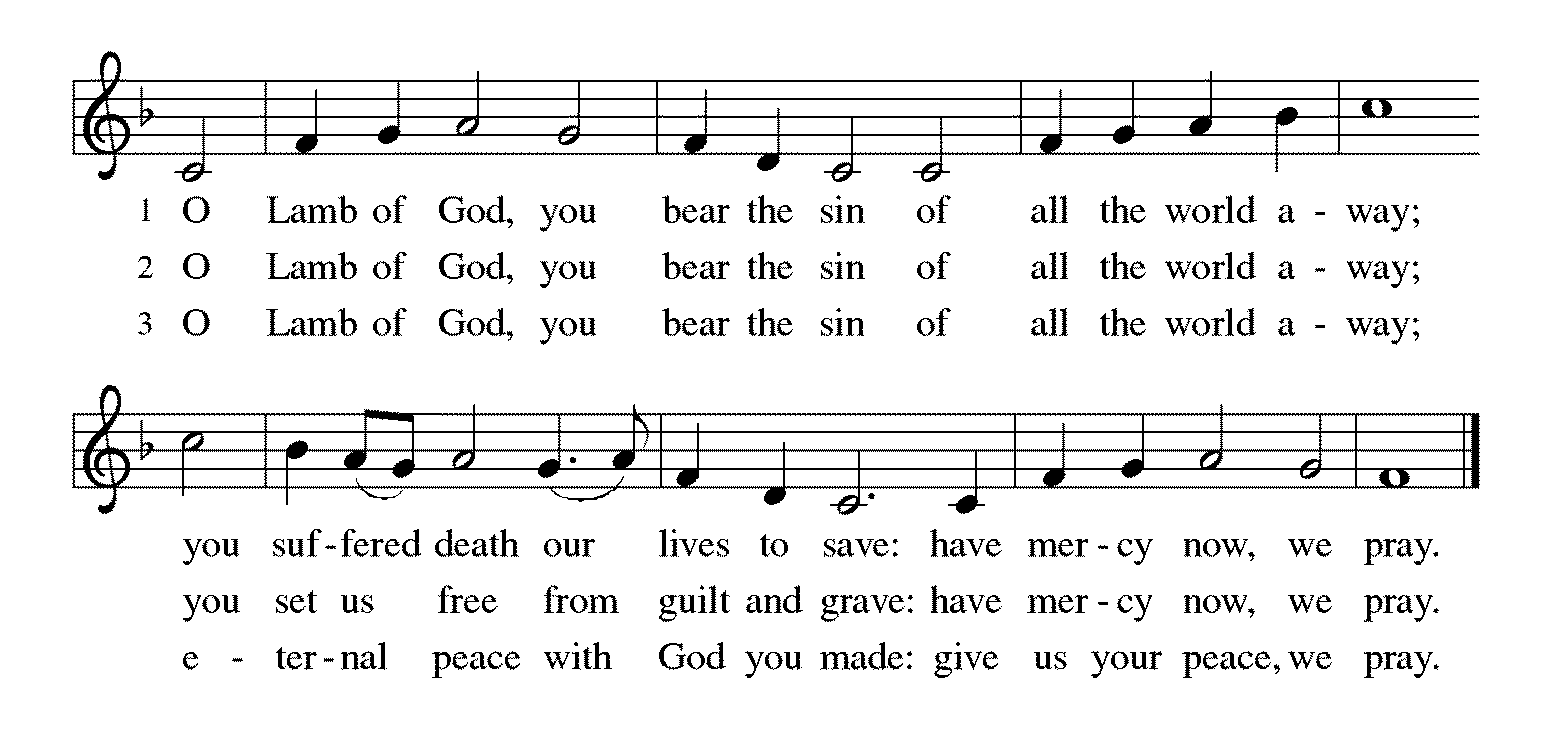 1 O Lamb of God, you bear the sin of all the world a - way;
2 O Lamb of God, you bear the sin of all the world a - way;
3 O Lamb of God, you bear the sin of all the world a - way;
you suf - fered death our lives to save: have mer - cy now, we pray.
you set us free from guilt and grave: have mer - cy now, we pray.
e - ter - nal peace with God you made: give us your peace, we pray.